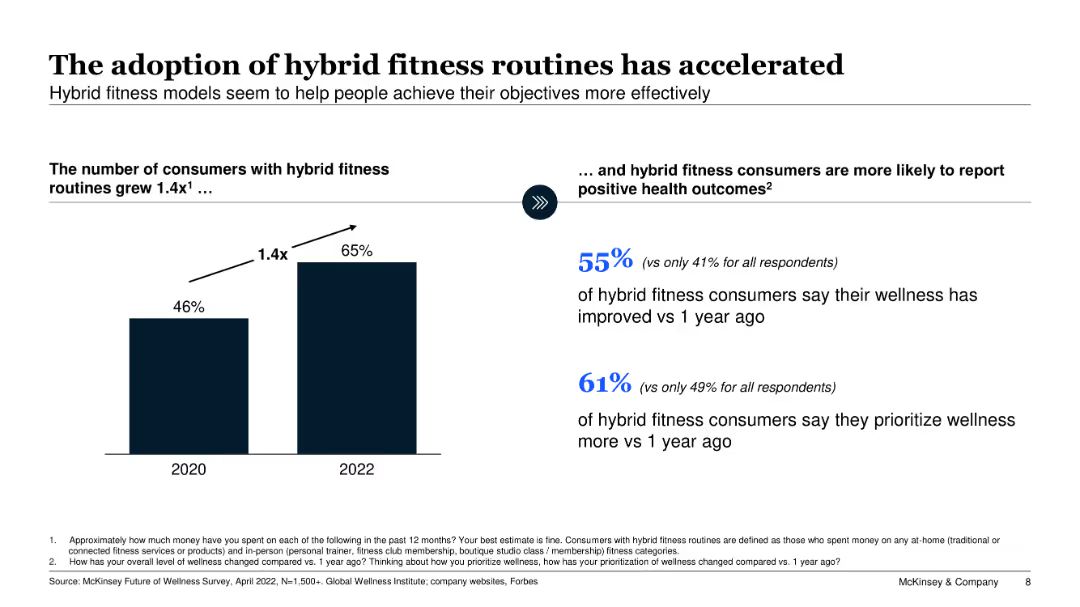 The adoption of hybrid fitness routines has accelerated
Hybrid fitness models seem to help people achieve their objectives more effectively
The number of consumers with hybrid fitness
routines grew 1.4x¹ …
… and hybrid fitness consumers are more likely to report
positive health outcomes²
1.4x
46%
65%
2020
2022
55% (vs only 41% for all respondents)
of hybrid fitness consumers say their wellness has
improved vs 1 year ago
61% (vs only 49% for all respondents)
of hybrid fitness consumers say they prioritize wellness
more vs 1 year ago
1. Approximately how much money have you spent on each of the following in the past 12 months? Your best estimate is fine. Consumers with hybrid fitness routines are defined as those who spent money on any at-home (traditional or
connected fitness services or products) and in-person (personal trainer, fitness club membership, boutique studio class / membership) fitness categories.
2. How has your overall level of wellness changed compared vs. 1 year ago? Thinking about how you prioritize wellness, how has your prioritization of wellness changed compared vs. 1 year ago?
Source: McKinsey Future of Wellness Survey, April 2022, N=1,500+. Global Wellness Institute; company websites, Forbes
McKinsey & Company 8